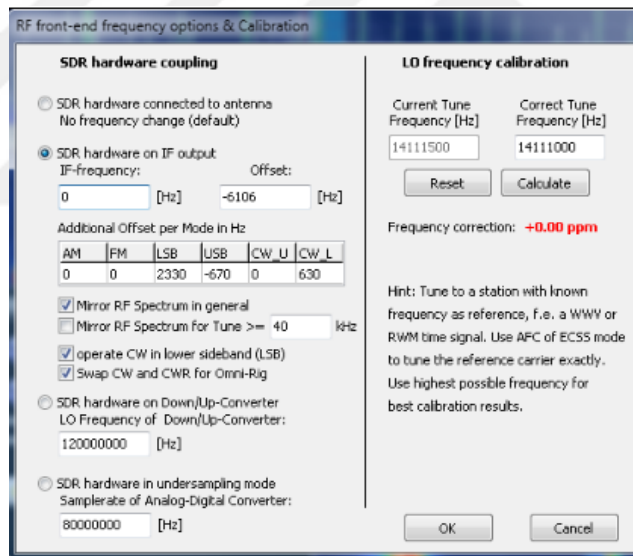 RF front-end frequency options & Calibration
SDR hardware coupling
SDR hardware connected to antenna
No frequency change (default)
SDR hardware on IF output
IF-frequency: Offset:
0 [Hz] -6106 [Hz]
Additional Offset per Mode in Hz
AM FM LSB USB CW_U CW_L
0 0 2330 -670 0 630
Mirror RF Spectrum in general
Mirror RF Spectrum for Tune >= 40 kHz
operate CW in lower sideband (LSB)
Swap CW and CWR for Omni-Rig
SDR hardware on Down/Up-Converter
LO Frequency of Down/Up-Converter:
120000000 [Hz]
SDR hardware in undersampling mode
Samplerate of Analog-Digital Converter:
80000000 [Hz]
LO frequency calibration
Current Tune Correct Tune
Frequency [Hz] Frequency [Hz]
14111500 14111000
Reset Calculate
Frequency correction: +0.00 ppm
Hint: Tune to a station with known
frequency as reference, f.e. a WWV or
RWM time signal. Use AFC of ECSS mode
to tune the reference carrier exactly.
Use highest possible frequency for
best calibration results.
OK Cancel